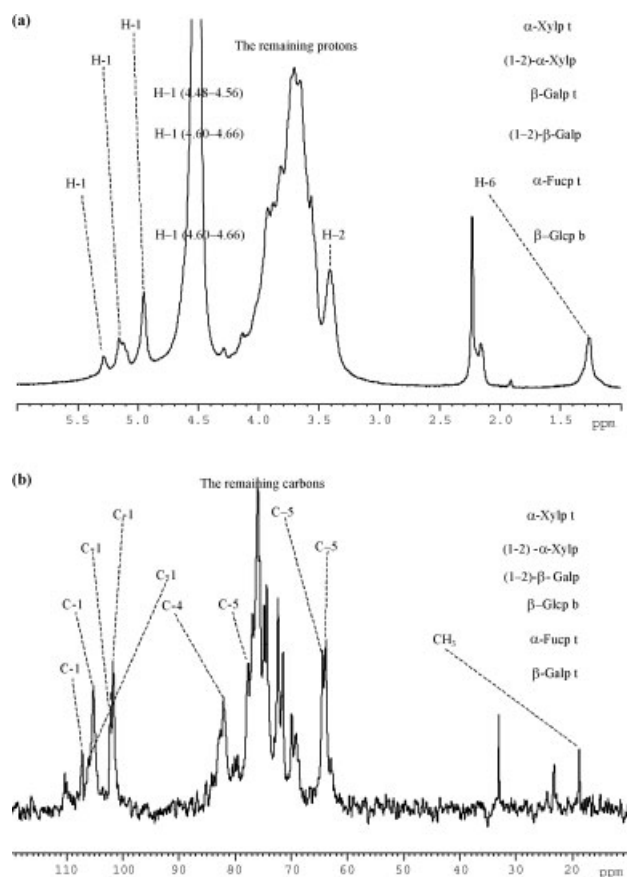 (a)
H-1
α-Xylp t
H-1
The remaining protons
(1-2)-α-Xylp
H–1 (4.48–4.56)
β-Galp t
H–1 (4.60–4.66)
(1–2)-β-Galp
H-1
H-6
α-Fucp t
H–1 (4.60–4.66)
H–2
β–Glcp b
5.5 5.0 4.5 4.0 3.5 3.0 2.5 2.0 1.5
ppm
(b)
The remaining carbons
C-1
C–5
α-Xylp t
C-1
C–5
(1-2) -α-Xylp
C-1
(1–2)-β- Galp
C-1
C-4
C-5
β-Glcp b
CH3
α-Fucp t
C-1
β-Galp t
110 100 90 80 70 60 50 40 30 20
ppm